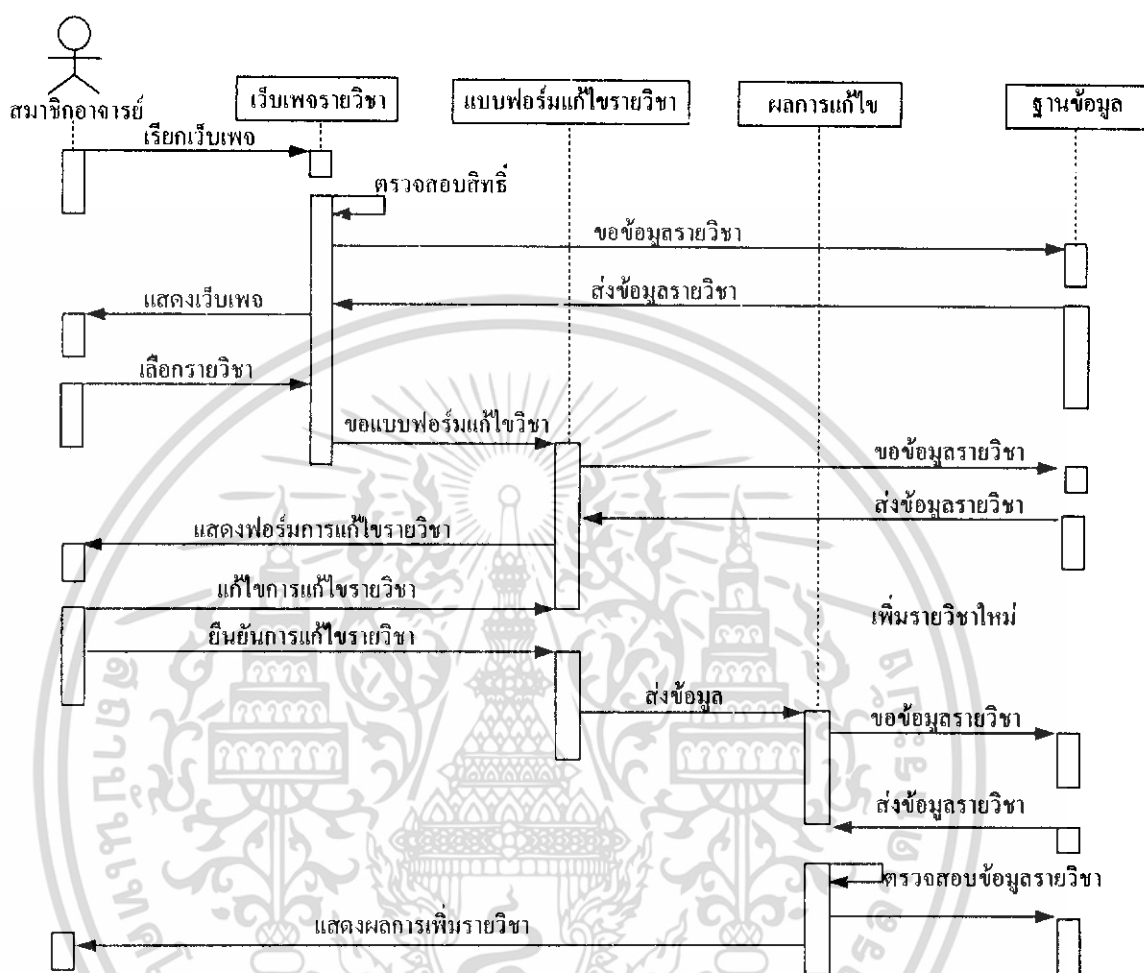 สมาชิกอาจารย์
เว็บเพจรายวิชา
แบบฟอร์มแก้ไขรายวิชา
ผลการแก้ไข
ฐานข้อมูล
เรียกเว็บเพจ
ตรวจสอบสิทธิ์
ขอข้อมูลรายวิชา
ส่งข้อมูลรายวิชา
แสดงเว็บเพจ
เลือกรายวิชา
ขอแบบฟอร์มแก้ไขวิชา
ขอข้อมูลรายวิชา
ส่งข้อมูลรายวิชา
แสดงฟอร์มการแก้ไขรายวิชา
แก้ไขการแก้ไขรายวิชา
เพิ่มรายวิชาใหม่
ยืนยันการแก้ไขรายวิชา
ส่งข้อมูล
ขอข้อมูลรายวิชา
ส่งข้อมูลรายวิชา
ตรวจสอบข้อมูลรายวิชา
แสดงผลการเพิ่มรายวิชา